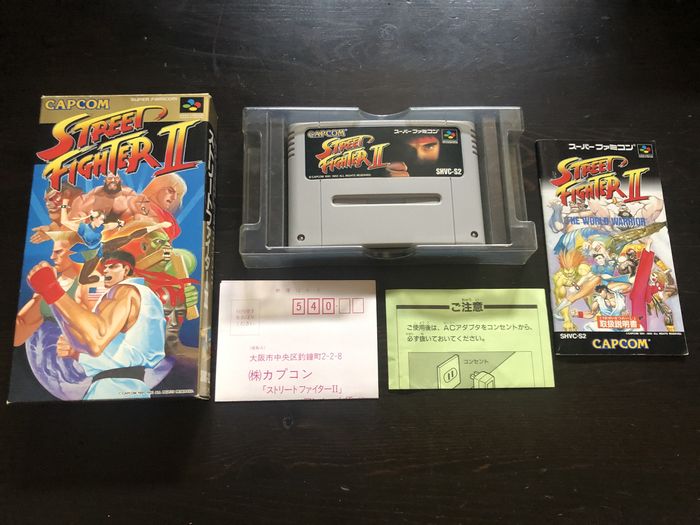 CAPCOM
SUPER FAMICOM
STREET
FIGHTER II
CAPCOM
スーパーファミコン
STREET
FIGHTER II
SHVC-S2
スーパーファミコン
STREET
FIGHTER II
THE WORLD WARRIOR
取扱説明書
SHVC-S2
CAPCOM
郵便はがき
540
大阪市中央区釣鐘町2-2-8
(株)カプコン
「ストリートファイターII」
ご注意
ご使用後は、ACアダプタをコンセントから、
必ず抜いておいてください。
コンセント